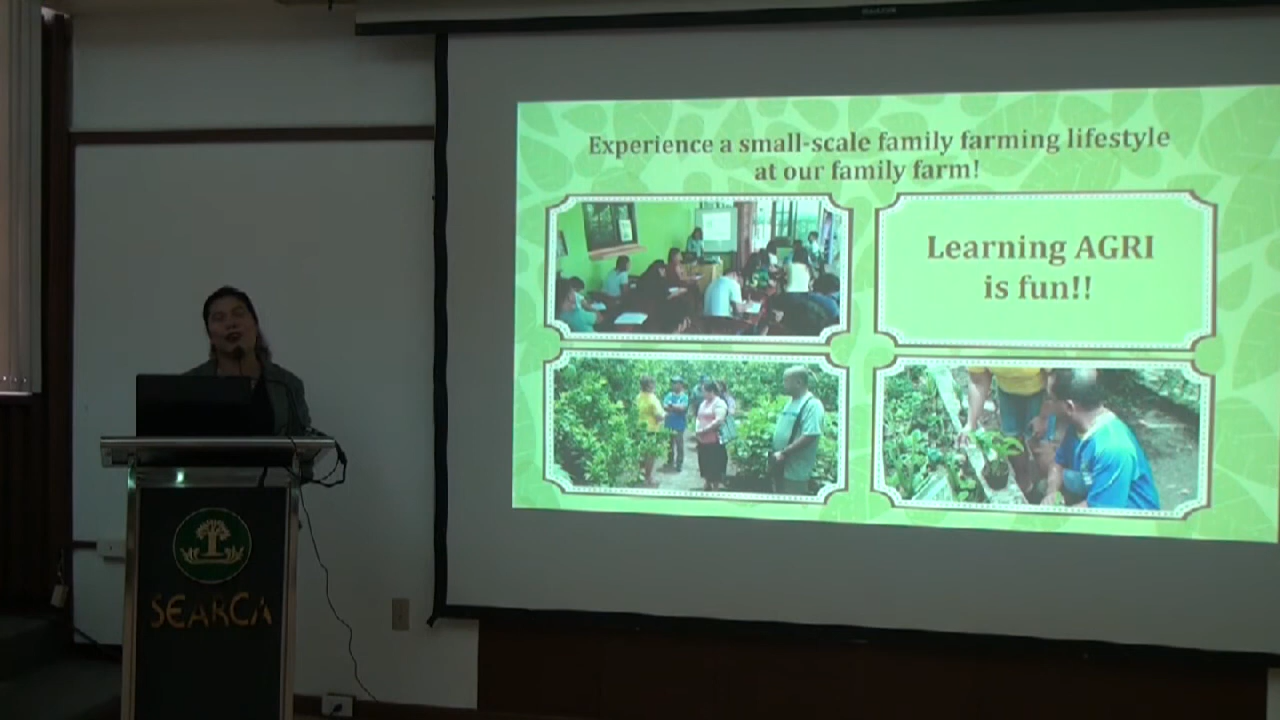 Experience a small-scale family farming lifestyle
at our family farm!
Learning AGRI
is fun!!
SEARCA